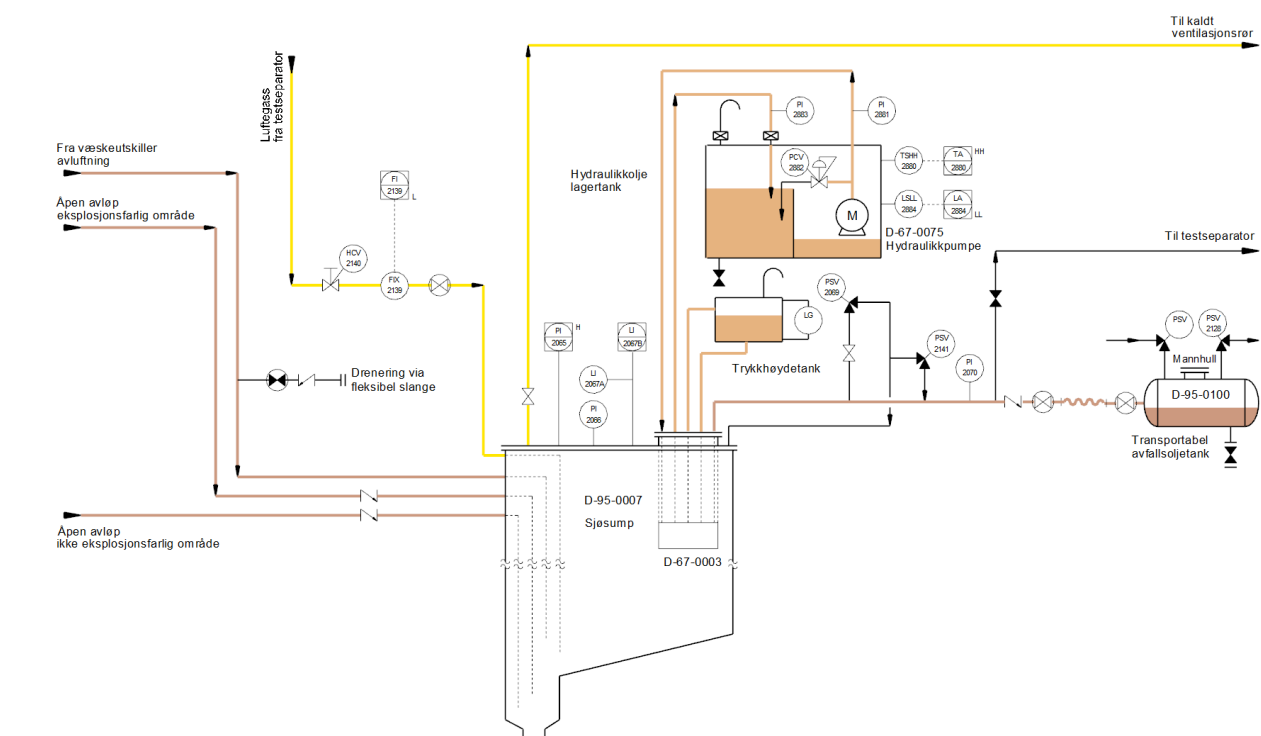 Til kaldt
ventilasjonsrør
Luftegass
fra testseparator
Fra væskeutskiller
avluftning
Åpen avløp
eksplosjonsfarlig område
FI
2139
L
HCV
2140
FIX
2139
Hydraulikkolje
lagertank
PI
2883
PI
2881
PCV
2882
TSHH
2880
TA
2880
HH
LSLL
2884
LA
2884
LL
M
D-67-0075
Hydraulikkpumpe
Til testseparator
PSV
2069
LG
PSV
2141
PI
2070
PSV
PSV
2128
Mannhull
D-95-0100
Transportabel
avfallsoljetank
Trykkhøydetank
PI
2065
H
LI
2067B
LI
2067A
PI
2066
Drenering via
fleksibel slange
D-95-0007
Sjøsump
D-67-0003
Åpen avløp
ikke eksplosjonsfarlig område